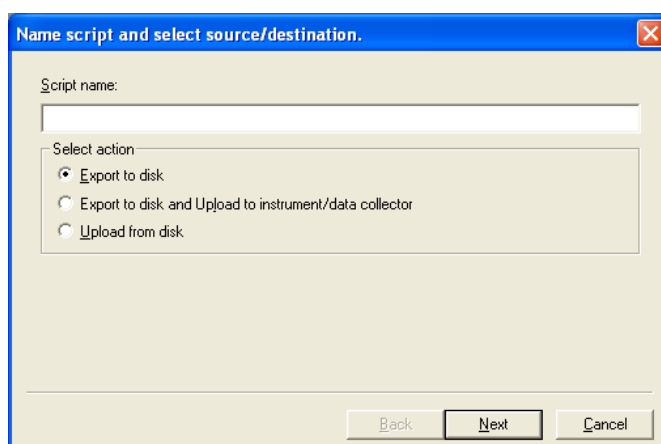 Name script and select source/destination.
Script name:
Select action
Export to disk
Export to disk and Upload to instrument/data collector
Upload from disk
Back Next Cancel